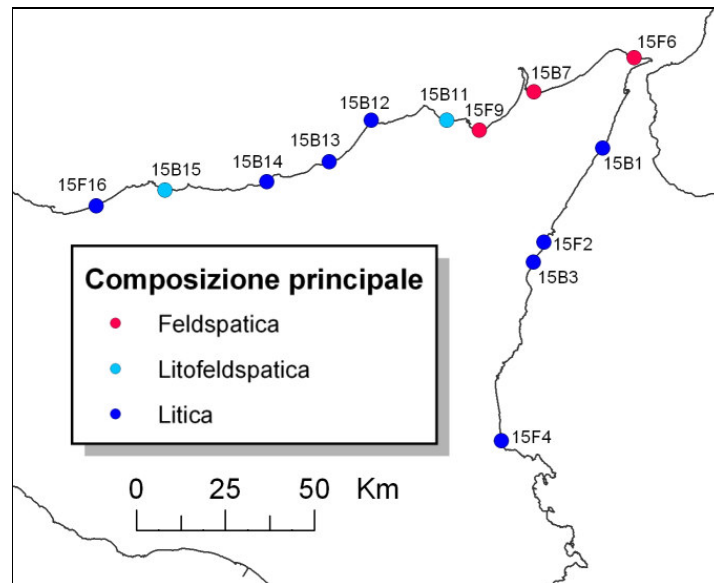 15F6
15B7
15B12
15B11
15F9
15B13
15B1
15B14
15B15
15F16
15F2
15B3
Composizione principale
Feldspatica
Litofeldspatica
Litica
15F4
0 25 50 Km